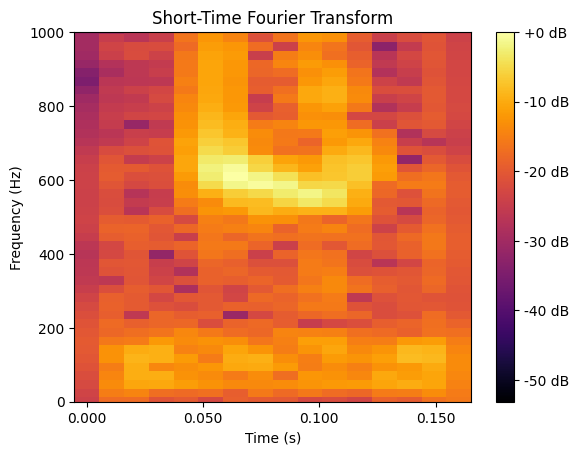 Short-Time Fourier Transform
1000
800
600
400
200
0
Frequency (Hz)
0.000
0.050
0.100
0.150
Time (s)
+0 dB
-10 dB
-20 dB
-30 dB
-40 dB
-50 dB